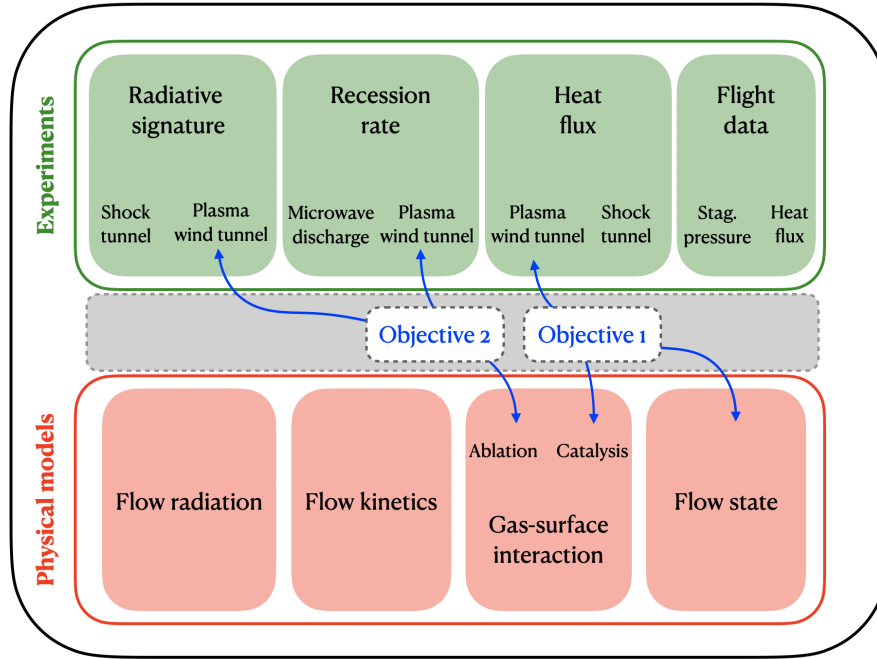 Experiments
Radiative
signature
Shock
tunnel
Plasma
wind tunnel
Recession
rate
Microwave
discharge
Plasma
wind tunnel
Heat
flux
Plasma
wind tunnel
Shock
tunnel
Flight
data
Stag.
pressure
Heat
flux
Objective 2
Objective 1
Physical models
Flow radiation
Flow kinetics
Ablation
Catalysis
Gas-surface
interaction
Flow state